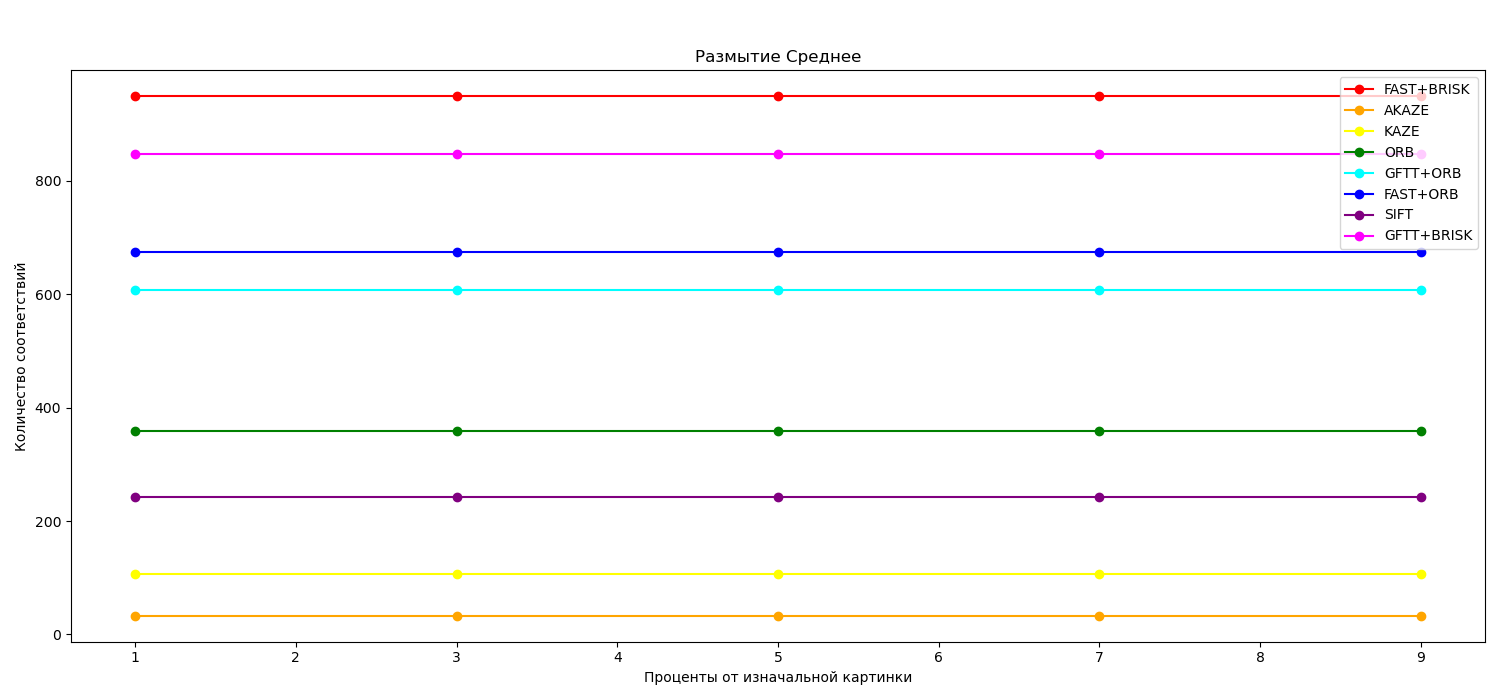 Размытие Среднее
FAST+BRISK
AKAZE
KAZE
ORB
GFTT+ORB
FAST+ORB
SIFT
GFTT+BRISK
Количество соответствий
800
600
400
200
0
1 2 3 4 5 6 7 8 9
Проценты от изначальной картинки